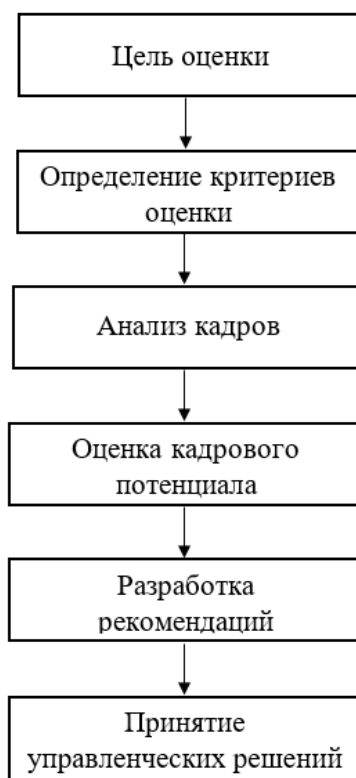 Цель оценки
Определение критериев
оценки
Анализ кадров
Оценка кадрового
потенциала
Разработка
рекомендаций
Принятие
управленческих решений